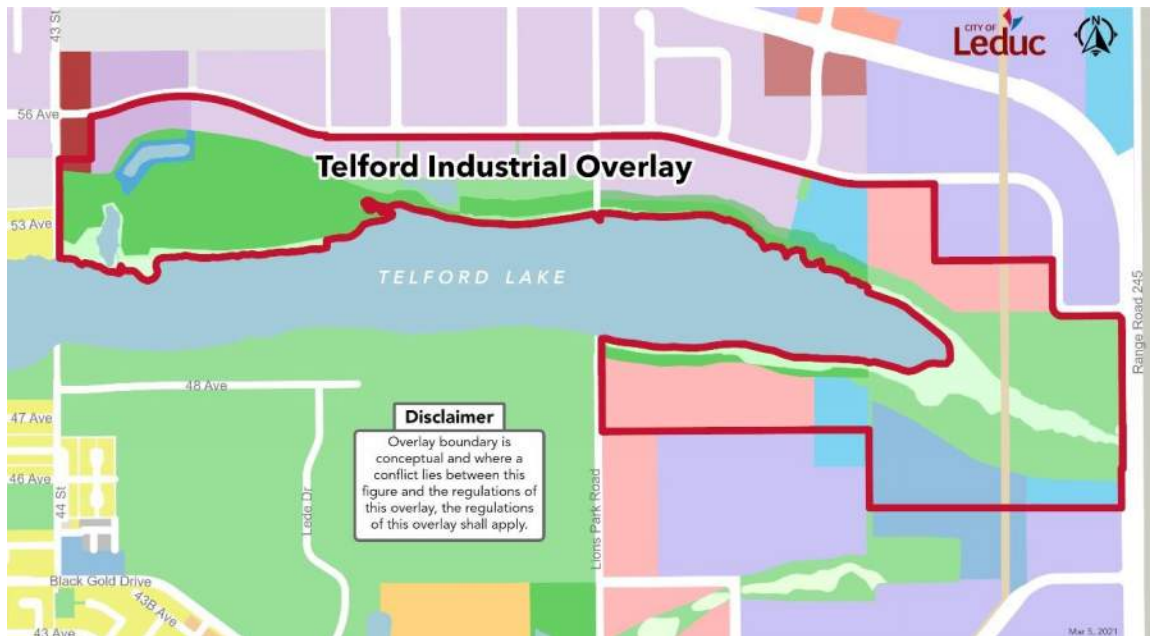 43 St
CITY OF
Leduc
N
56 Ave
Telford Industrial Overlay
53 Ave
TELFORD LAKE
Range Road 245
48 Ave
47 Ave
46 Ave
44 St
Lede Dr
Disclaimer
Overlay boundary is
conceptual and where a
conflict lies between this
figure and the regulations of
this overlay, the regulations
of this overlay shall apply.
Lions Park Road
Black Gold Drive
43B Ave
43 Ave
Mar 5, 2021